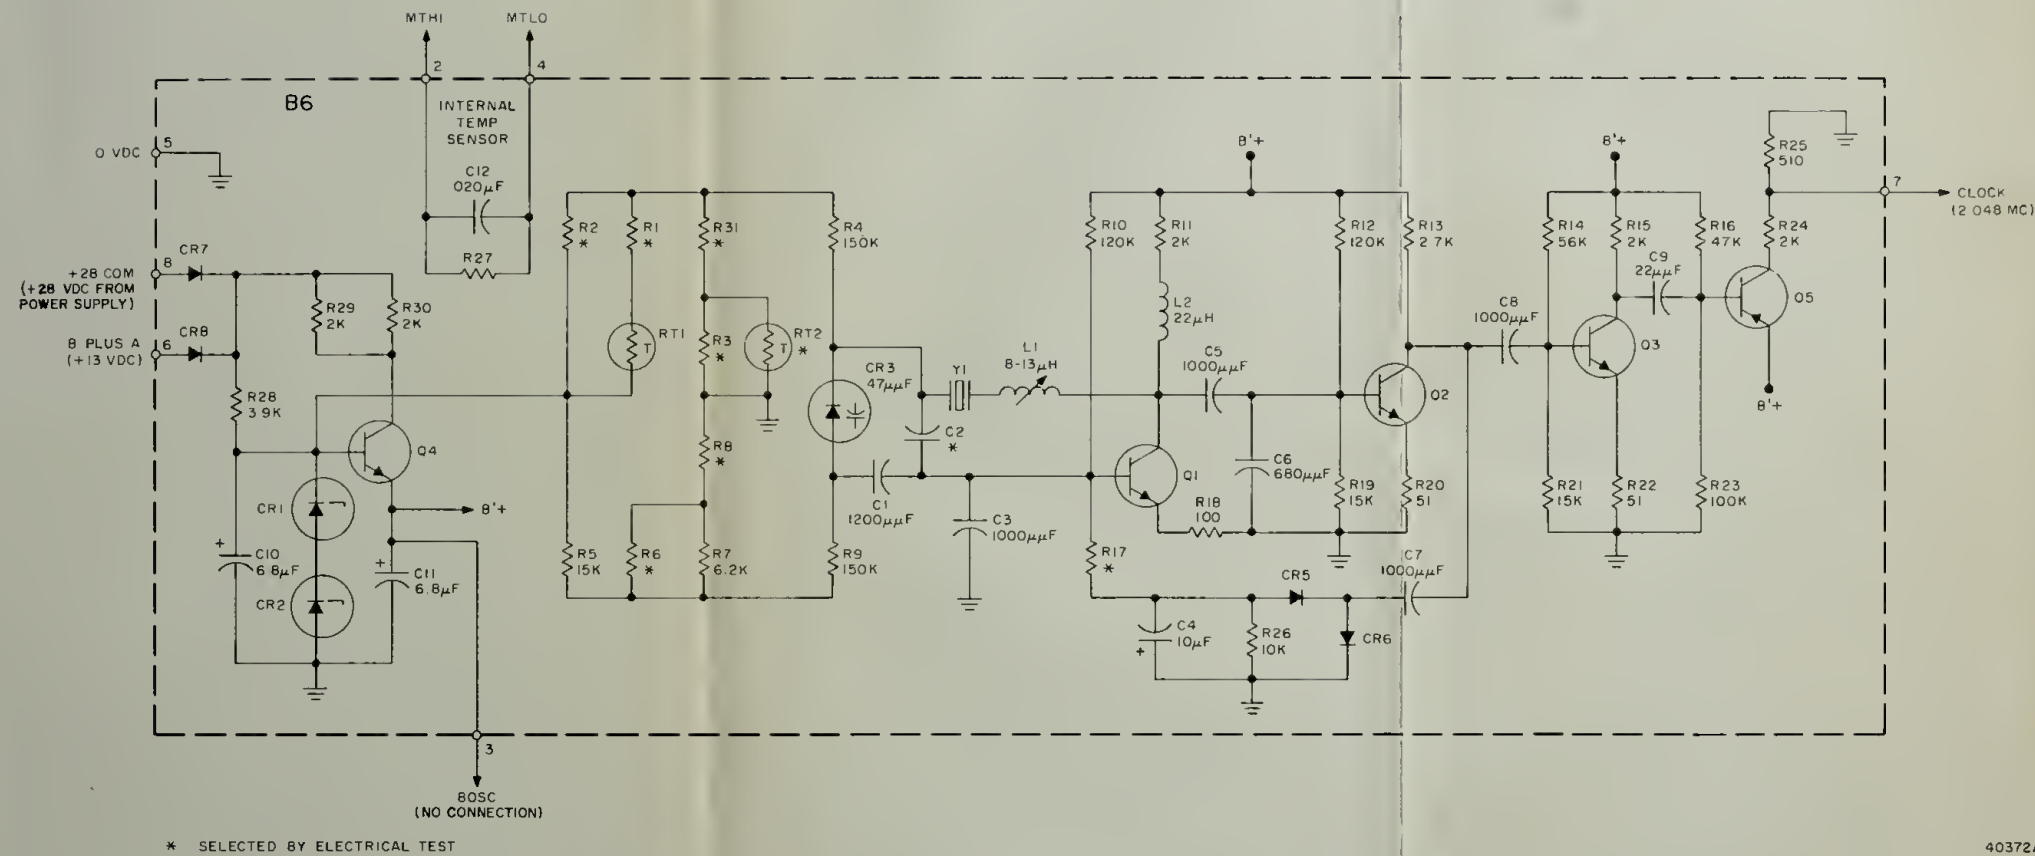 MTHI
MTLO
2
4
B6
INTERNAL
TEMP
SENSOR
0 VDC
5
C12
020µF
R27
CR7
8
+28 COM
(+28 VDC FROM
POWER SUPPLY)
CR8
6
B PLUS A
(+13 VDC)
R29
2K
R30
2K
R28
3.9K
Q4
CR1
B'+
+
C10
6.8µF
+
C11
6.8µF
CR2
3
BOSC
(NO CONNECTION)
R2
*
R1
*
R31
*
R4
150K
RT1
T
R3
*
RT2
T
*
CR3
47µµF
R8
*
C2
*
Y1
L1
8-13µH
C1
1200µµF
C3
1000µµF
R5
15K
R6
*
R7
6.2K
R9
150K
B'+
R10
120K
R11
2K
R12
120K
R13
2.7K
L2
22µH
C5
1000µµF
Q2
Q1
C6
680µµF
R18
100
R19
15K
R20
51
R17
*
C7
1000µµF
CR5
C4
10µF
+
R26
10K
CR6
B'+
R14
56K
R15
2K
R16
47K
C9
22µµF
C8
1000µµF
Q3
R21
15K
R22
51
R23
100K
R25
510
7
CLOCK
(2 048 MC)
R24
2K
Q5
B'+
* SELECTED BY ELECTRICAL TEST
40372